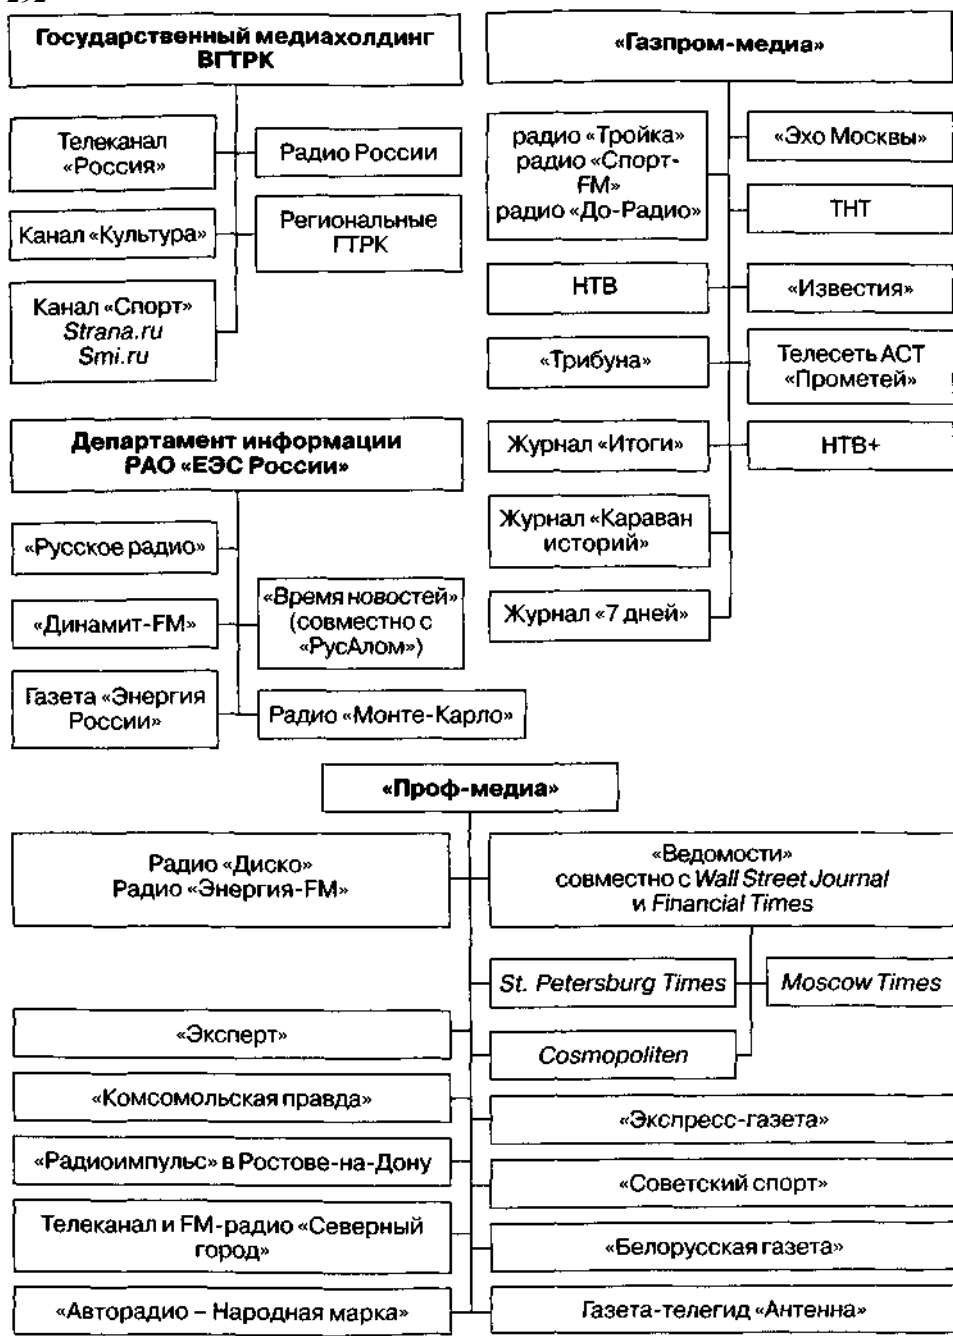 Государственный медиахолдинг
ВГТРК
Телеканал
«Россия»
Радио России
Канал «Культура»
Региональные
ГТРК
Канал «Спорт»
Strana.ru
Smi.ru
«Газпром-медиа»
радио «Тройка»
радио «Спорт-
FM»
радио «До-Радио»
«Эхо Москвы»
ТНТ
НТВ
«Известия»
«Трибуна»
Телесеть АСТ
«Прометей»
Журнал «Итоги»
НТВ+
Журнал «Караван
историй»
Журнал «7 дней»
Департамент информации
РАО «ЕЭС России»
«Русское радио»
«Динамит-FM»
«Время новостей»
(совместно с
«РусАлом»)
Газета «Энергия
России»
Радио «Монте-Карло»
«Проф-медиа»
Радио «Диско»
Радио «Энергия-FM»
«Ведомости»
совместно с Wall Street Journal
и Financial Times
St. Petersburg Times
Moscow Times
«Эксперт»
Cosmopoliten
«Комсомольская правда»
«Экспресс-газета»
«Радиоимпульс» в Ростове-на-Дону
«Советский спорт»
Телеканал и FM-радио «Северный
город»
«Белорусская газета»
«Авторадио – Народная марка»
Газета-телегид «Антенна»